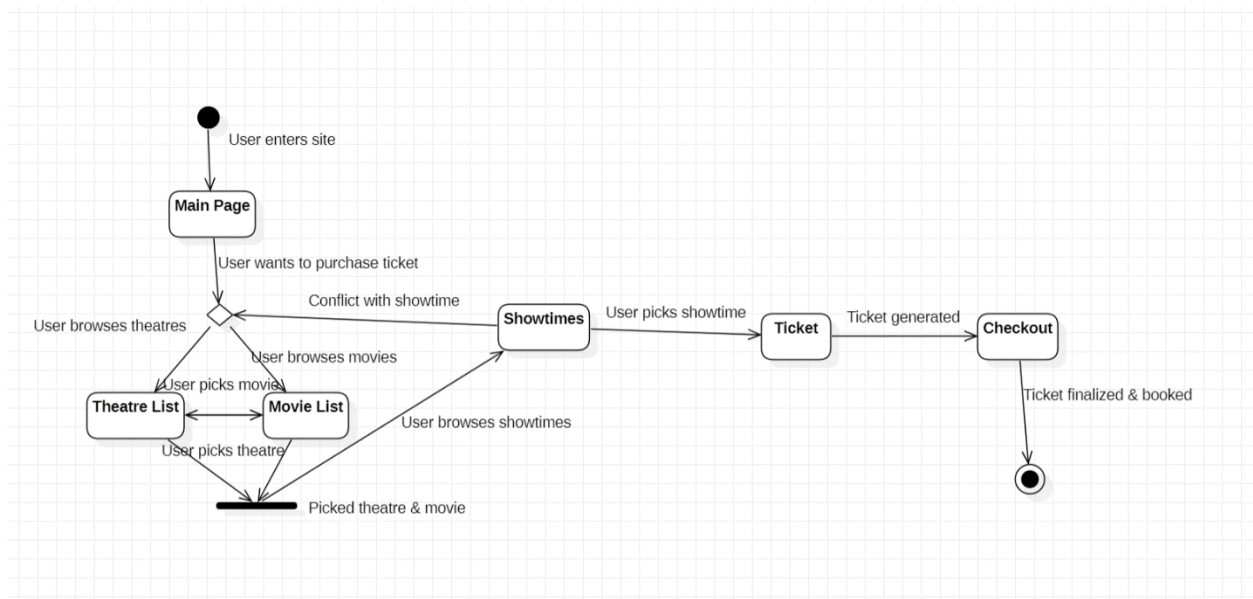 User enters site
Main Page
User wants to purchase ticket
Conflict with showtime
Showtimes
User picks showtime
Ticket
Ticket generated
Checkout
User browses theatres
User browses movies
User picks movie
Theatre List
Movie List
User picks theatre
User browses showtimes
Ticket finalized & booked
Picked theatre & movie